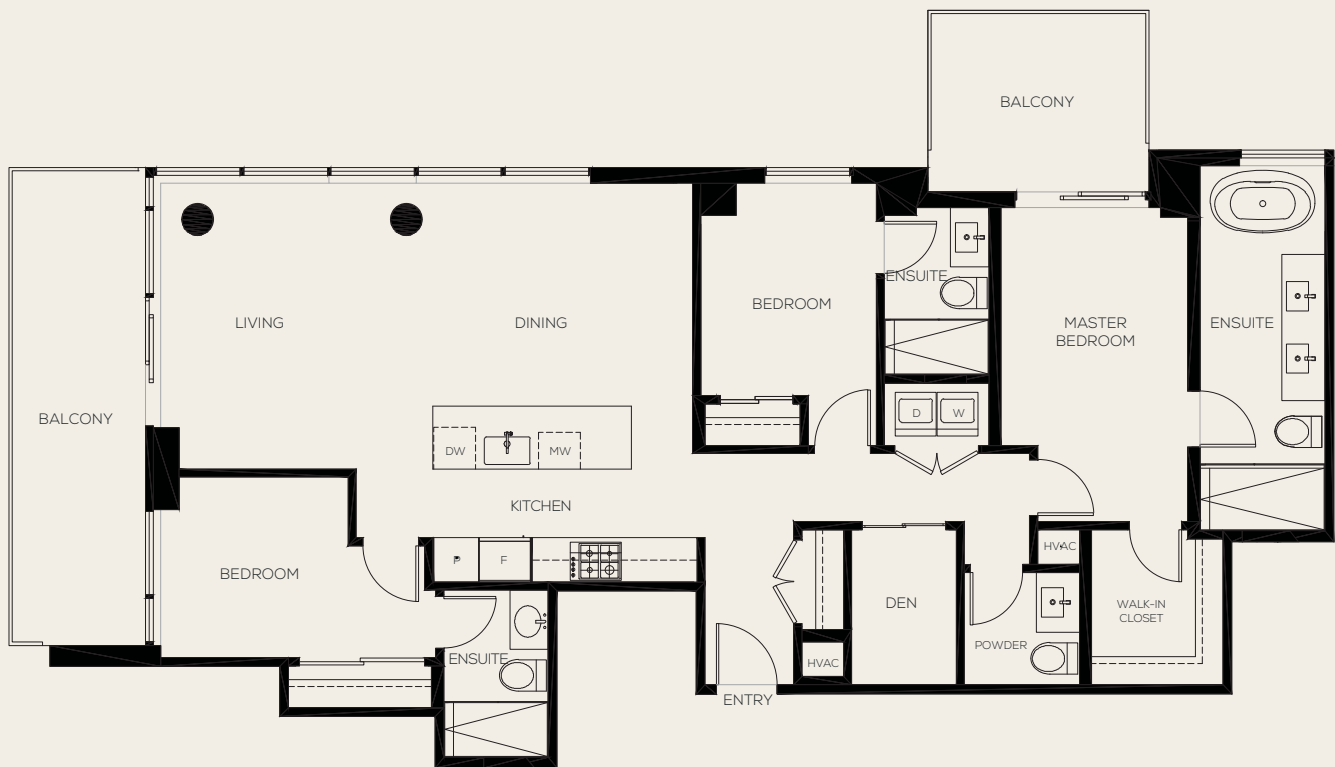 BALCONY
BALCONY
ENSUITE
BEDROOM
LIVING
DINING
MASTER
BEDROOM
ENSUITE
BALCONY
D
W
DW
MW
KITCHEN
P
F
HVAC
BEDROOM
DEN
WALK-IN
CLOSET
POWDER
ENSUITE
HVAC
ENTRY